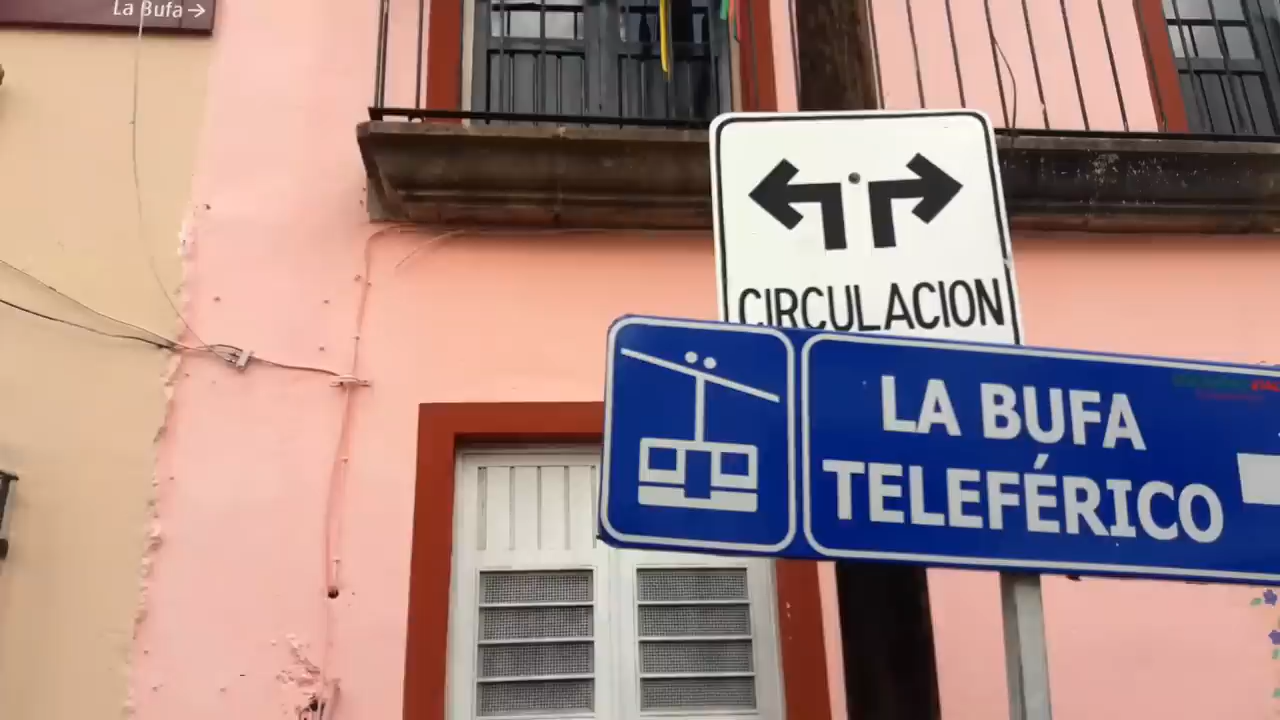 La Bufa →
CIRCULACION
LA BUFA
TELEFÉRICO